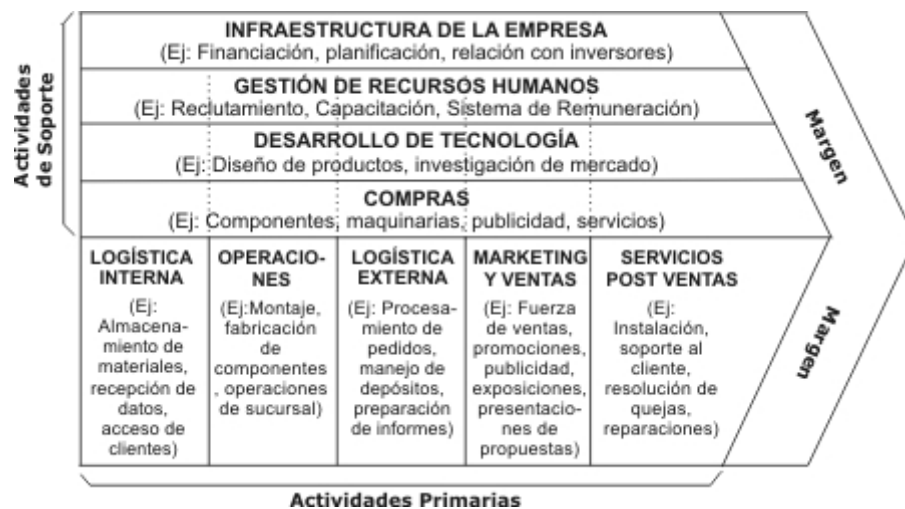 INFRAESTRUCTURA DE LA EMPRESA
(Ej: Financiación, planificación, relación con inversores)
GESTIÓN DE RECURSOS HUMANOS
(Ej: Reclutamiento, Capacitación, Sistema de Remuneración)
DESARROLLO DE TECNOLOGÍA
(Ej: Diseño de productos, investigación de mercado)
COMPRAS
(Ej: Componentes, maquinarias, publicidad, servicios)
Actividades
de Soporte
LOGÍSTICA
INTERNA
(Ej:
Almacena-
miento de
materiales,
recepción de
datos,
acceso de
clientes)
OPERACIO-
NES
(Ej:Montaje,
fabricación
de
componentes
, operaciones
de sucursal)
LOGÍSTICA
EXTERNA
(Ej: Procesa-
miento de
pedidos,
manejo de
depósitos,
preparación
de informes)
MARKETING
Y VENTAS
(Ej: Fuerza
de ventas,
promociones,
publicidad,
exposiciones,
presentacio-
nes de
propuestas)
SERVICIOS
POST VENTAS
(Ej:
Instalación,
soporte al
cliente,
resolución de
quejas,
reparaciones)
Margen
Margen
Actividades Primarias